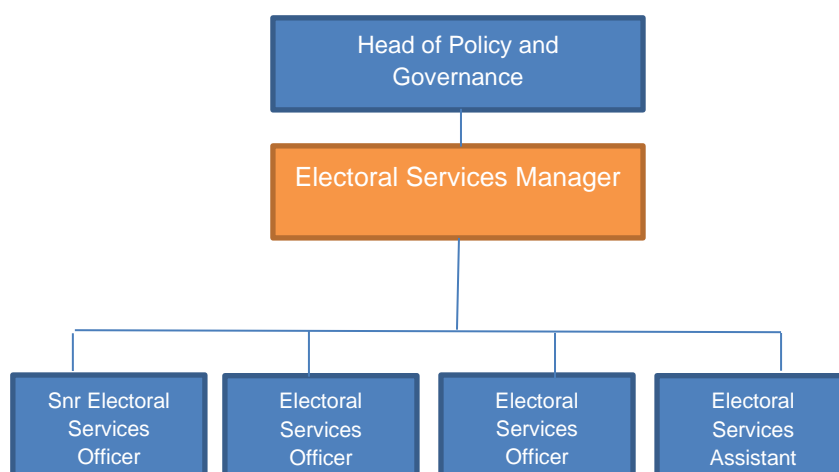 Head of Policy and
Governance
Electoral Services Manager
Snr Electoral
Services
Officer
Electoral
Services
Officer
Electoral
Services
Officer
Electoral
Services
Assistant